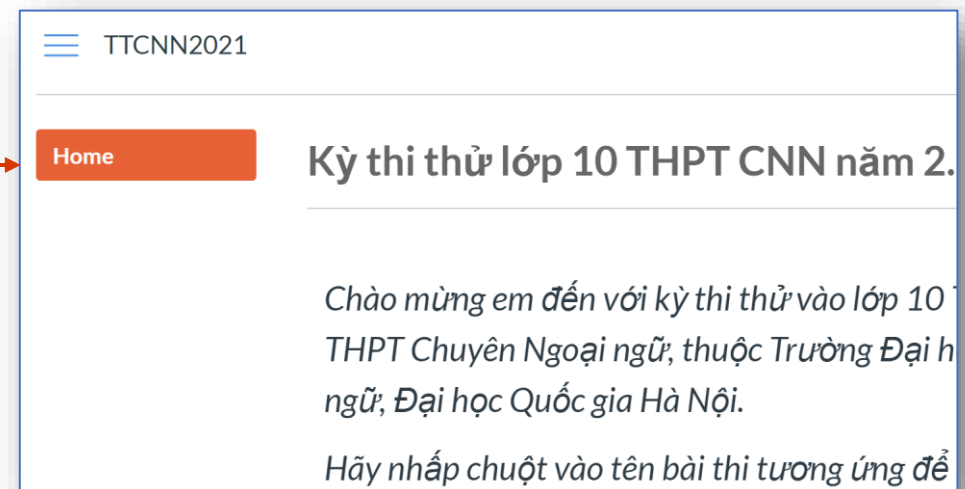 TTCNN2021
Home
Kỳ thi thử lớp 10 THPT CNN năm 2.
Chào mừng em đến với kỳ thi thử vào lớp 10
THPT Chuyên Ngoại ngữ, thuộc Trường Đại h
ngữ, Đại học Quốc gia Hà Nội.
Hãy nhấp chuột vào tên bài thi tương ứng để